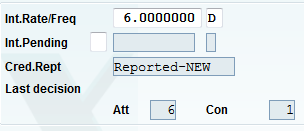 Int.Rate/Freq 6.0000000 D
Int.Pending
Cred.Rept Reported-NEW
Last decision
Att 6 Con 1